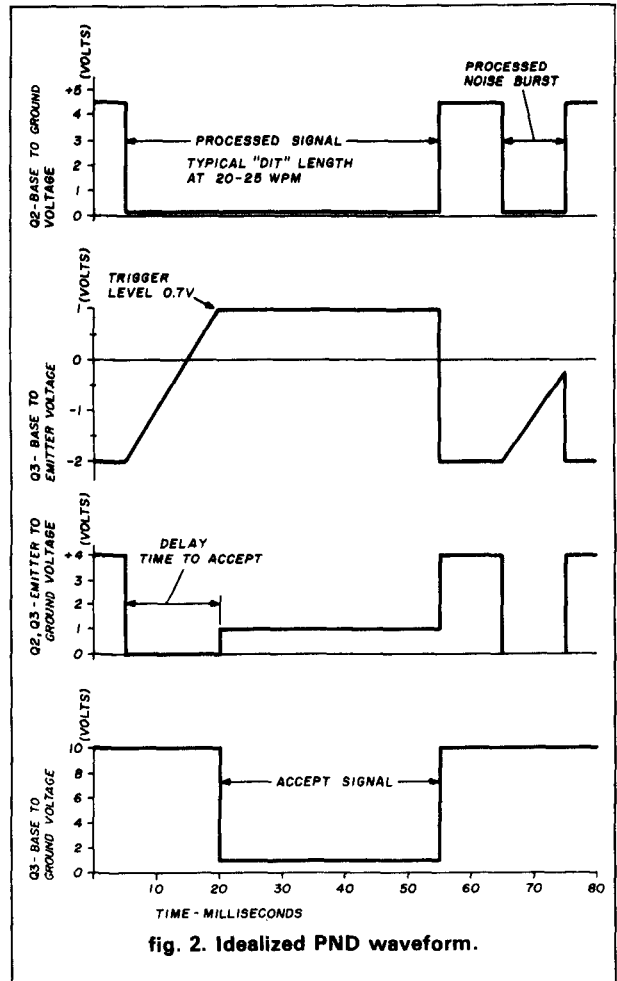 (VOLTS)
+5
4
3
2
1
0
Q2-BASE TO GROUND
VOLTAGE
PROCESSED SIGNAL
TYPICAL "DIT" LENGTH
AT 20-25 WPM
PROCESSED
NOISE BURST
(VOLTS)
1
0
-1
-2
Q3 - BASE TO
EMITTER VOLTAGE
TRIGGER
LEVEL 0.7V
(VOLTS)
+4
3
2
1
0
Q2, Q3-EMITTER TO
GROUND VOLTAGE
DELAY
TIME TO ACCEPT
(VOLTS)
10
8
6
4
2
0
Q3-BASE TO
GROUND VOLTAGE
ACCEPT SIGNAL
10 20 30 40 50 60 70 80
TIME - MILLISECONDS
fig. 2. Idealized PND waveform.